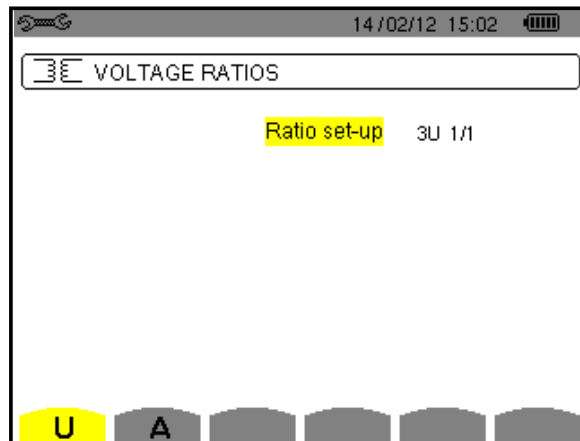 14/02/12 15:02
VOLTAGE RATIOS
Ratio set-up 3U 1/1
U A